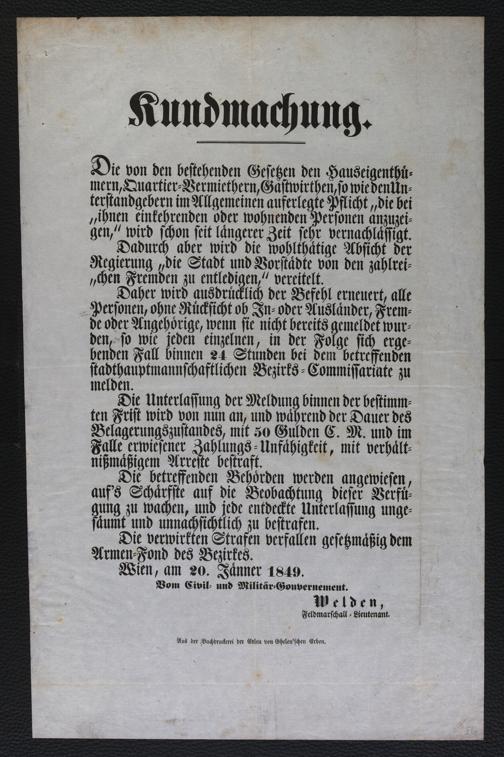 Kundmachung.
Die von den bestehenden Gesetzen den Hauseigenthü-
mern, Quartier-Vermiethern, Gastwirthen, so wie den Un-
terstandgebern im Allgemeinen auferlegte Pflicht „die bei
„ihnen einkehrenden oder wohnenden Personen anzuzei-
gen,“ wird schon seit längerer Zeit sehr vernachlässigt.
Dadurch aber wird die wohlthätige Absicht der
Regierung „die Stadt und Vorstädte von den zahlrei-
„chen Fremden zu entledigen,“ vereitelt.
Daher wird ausdrücklich der Befehl erneuert, alle
Personen, ohne Rücksicht ob In- oder Ausländer, Frem-
de oder Angehörige, wenn sie nicht bereits gemeldet wur-
den, so wie jeden einzelnen, in der Folge sich erge-
benden Fall binnen 24 Stunden bei dem betreffenden
stadthauptmannschaftlichen Bezirks-Commissariate zu
melden.
Die Unterlassung der Meldung binnen der bestimm-
ten Frist wird von nun an, und während der Dauer des
Belagerungszustandes, mit 50 Gulden C. M. und im
Falle erwiesener Zahlungs-Unfähigkeit, mit verhält-
nißmäßigem Arreste bestraft.
Die betreffenden Behörden werden angewiesen,
auf's Schärfste auf die Beobachtung dieser Verfü-
gung zu wachen, und jede entdeckte Unterlassung unge-
säumt und unnachsichtlich zu bestrafen.
Die verwirkten Strafen verfallen gesetzmäßig dem
Armen-Fond des Bezirkes.
Wien, am 20. Jänner 1849.
Vom Civil- und Militär-Gouvernement.
Welden,
Feldmarschall-Lieutenant.
Aus der Buchdruckerei der Edlen von Ghelen'schen Erben.